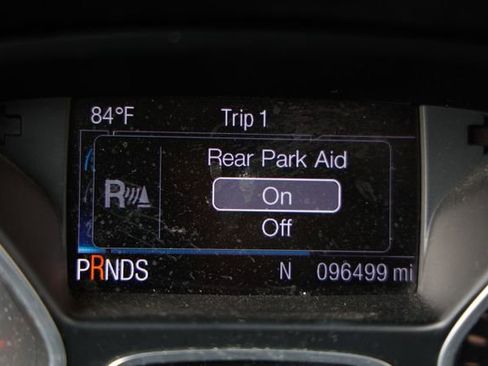 84°F Trip 1
Rear Park Aid
R
On
Off
PRNDS N 096499 mi